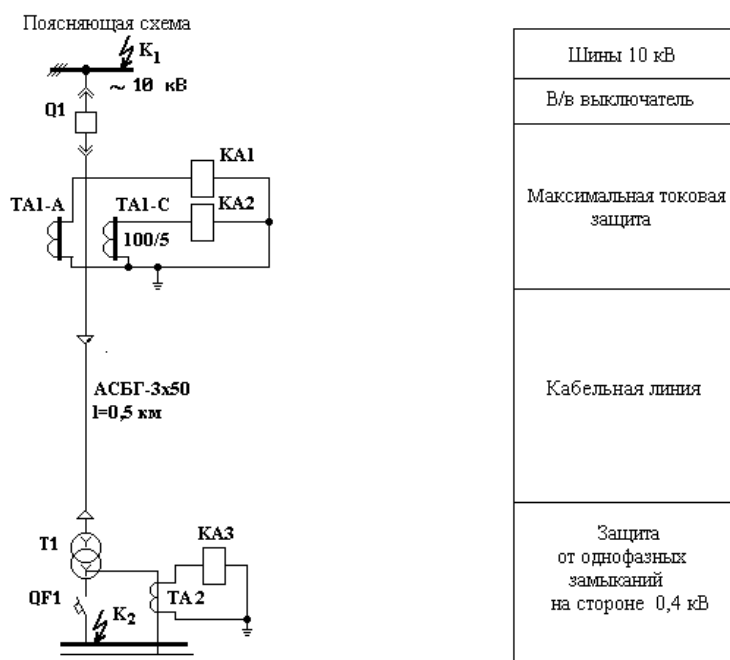 Поясняющая схема
K1
~ 10 кВ
Q1
KA1
TA1-A
TA1-C
KA2
100/5
АСБГ-3х50
l=0,5 км
T1
KA3
QF1
TA 2
K2
Шины 10 кВ
В/в выключатель
Максимальная токовая
защита
Кабельная линия
Защита
от однофазных
замыканий
на стороне 0,4 кВ